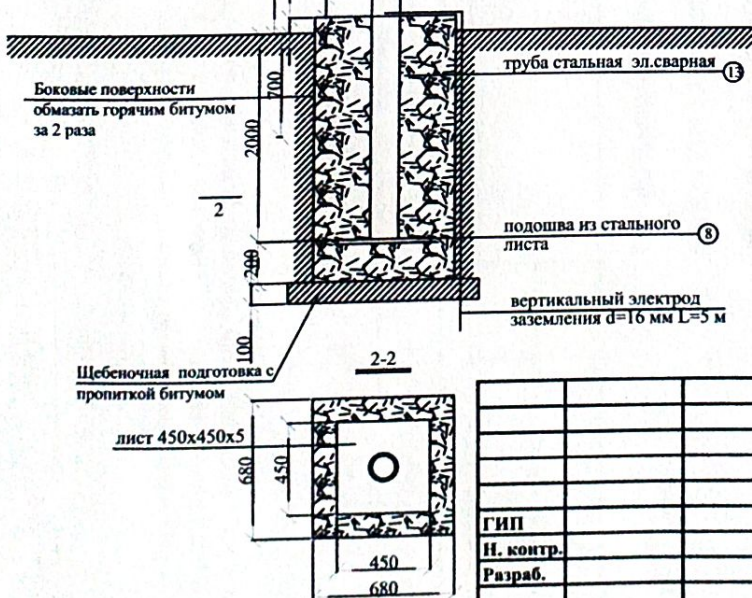 труба стальная эл.сварная 13
Боковые поверхности
обмазать горячим битумом
за 2 раза
700
2000
2
подошва из стального
листа 8
200
вертикальный электрод
заземления d=16 мм L=5 м
100
2-2
Щебеночная подготовка с
пропиткой битумом
лист 450х450х5
680
450
450
680
ГИП
Н. контр.
Разраб.